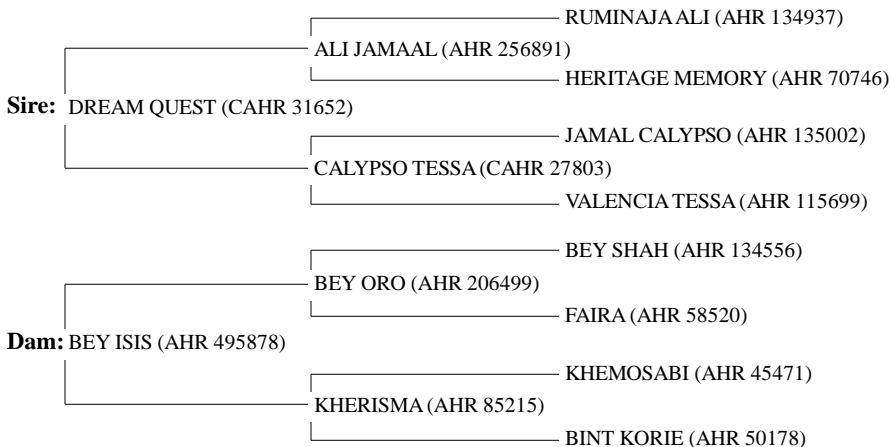 RUMINAJA ALI (AHR 134937)
ALI JAMAAL (AHR 256891)
HERITAGE MEMORY (AHR 70746)
Sire: DREAM QUEST (CAHR 31652)
JAMAL CALYPSO (AHR 135002)
CALYPSO TESSA (CAHR 27803)
VALENCIA TESSA (AHR 115699)
BEY SHAH (AHR 134556)
BEY ORO (AHR 206499)
FAIRA (AHR 58520)
Dam: BEY ISIS (AHR 495878)
KHEMOSABI (AHR 45471)
KHERISMA (AHR 85215)
BINT KORIE (AHR 50178)